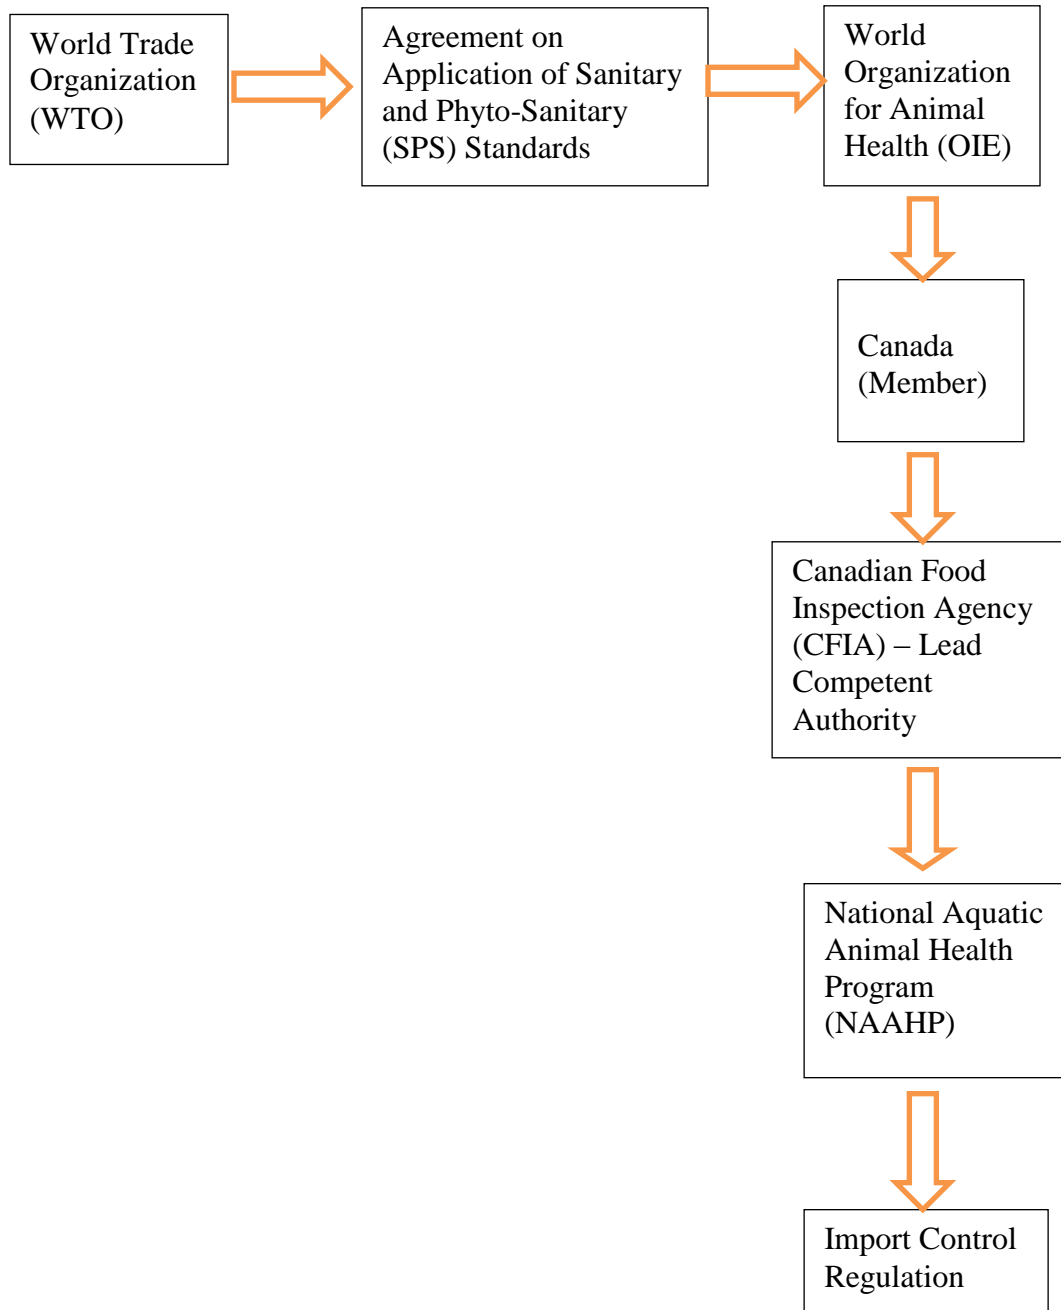 World Trade
Organization
(WTO)
Agreement on
Application of Sanitary
and Phyto-Sanitary
(SPS) Standards
World
Organization
for Animal
Health (OIE)
Canada
(Member)
Canadian Food
Inspection Agency
(CFIA) – Lead
Competent
Authority
National Aquatic
Animal Health
Program
(NAAHP)
Import Control
Regulation